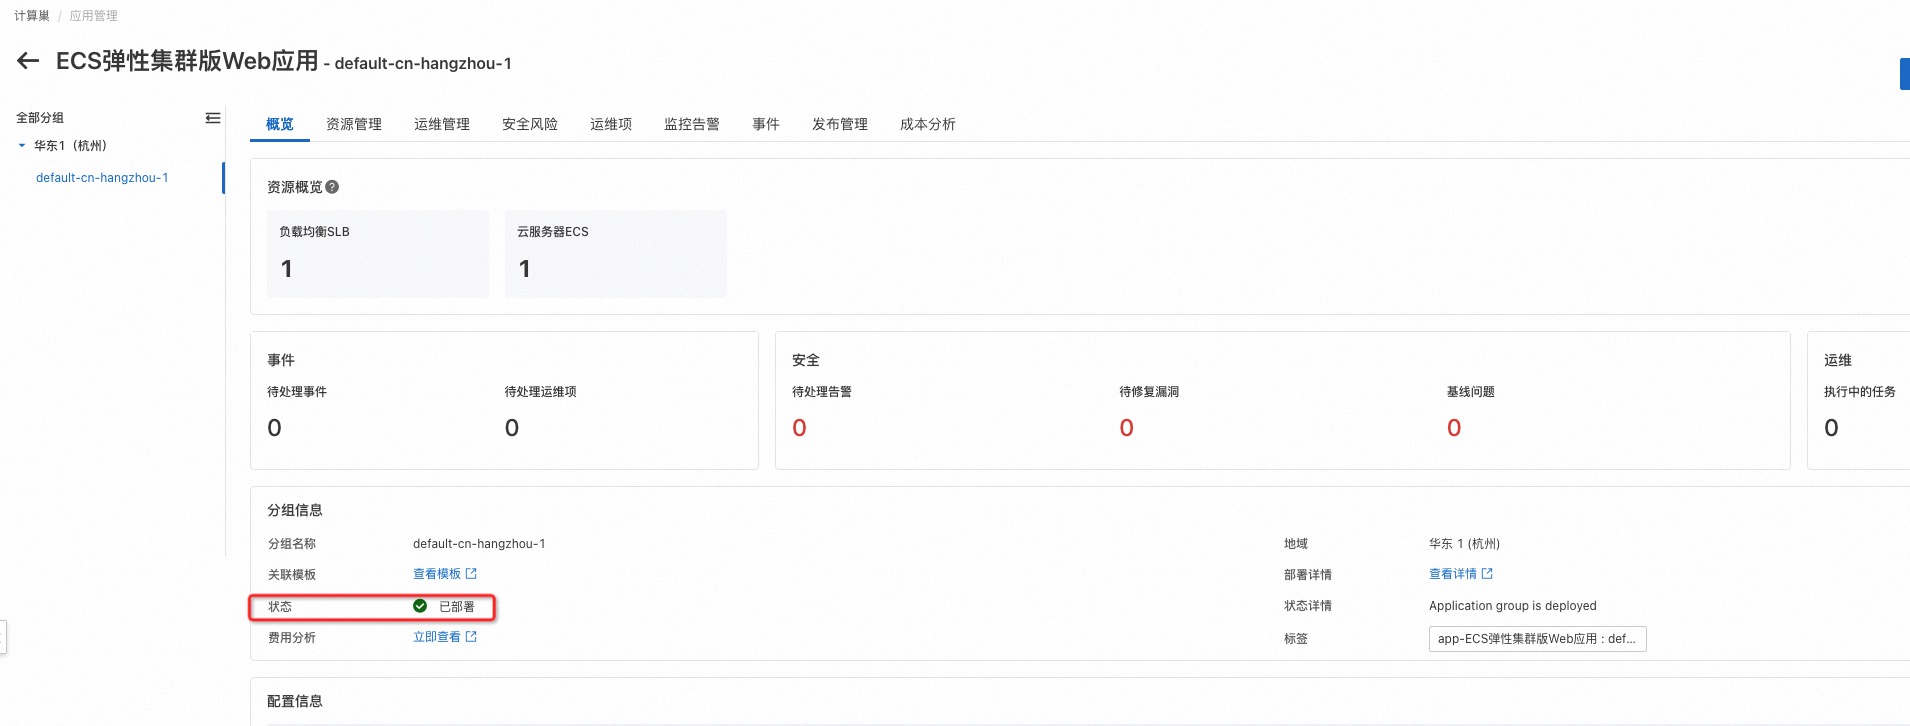 计算巢 / 应用管理
ECS弹性集群版Web应用 - default-cn-hangzhou-1
全部分组
华东1（杭州）
default-cn-hangzhou-1
概览 资源管理 运维管理 安全风险 运维项 监控告警 事件 发布管理 成本分析
资源概览
负载均衡SLB
1
云服务器ECS
1
事件
待处理事件 待处理运维项
0 0
安全
待处理告警 待修复漏洞 基线问题
0 0 0
运维
执行中的任务
0
分组信息
分组名称 default-cn-hangzhou-1 地域 华东 1 (杭州)
关联模板 查看模板 部署详情 查看详情
状态 已部署 状态详情 Application group is deployed
费用分析 立即查看 标签 app-ECS弹性集群版Web应用 : def...
配置信息